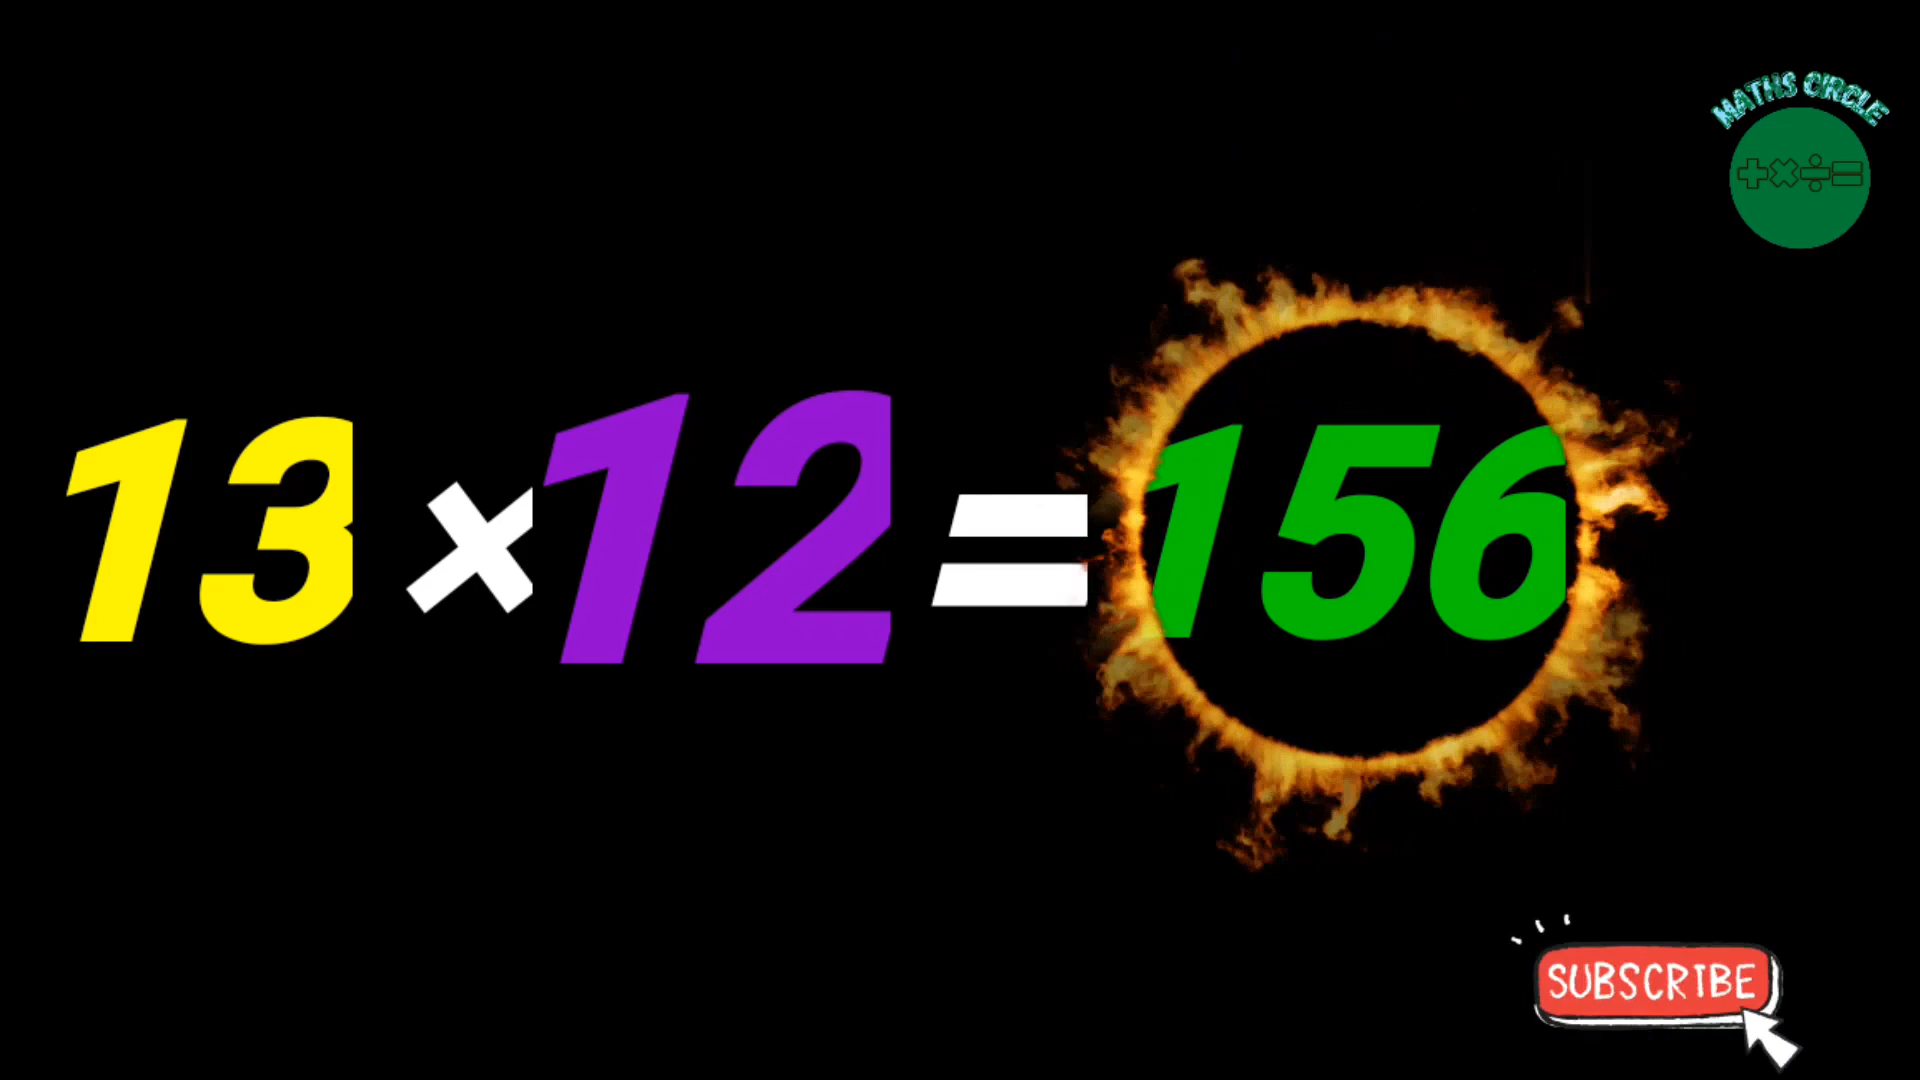 MATHS CIRCLE
+×÷=
13 × 12 = 156
SUBSCRIBE